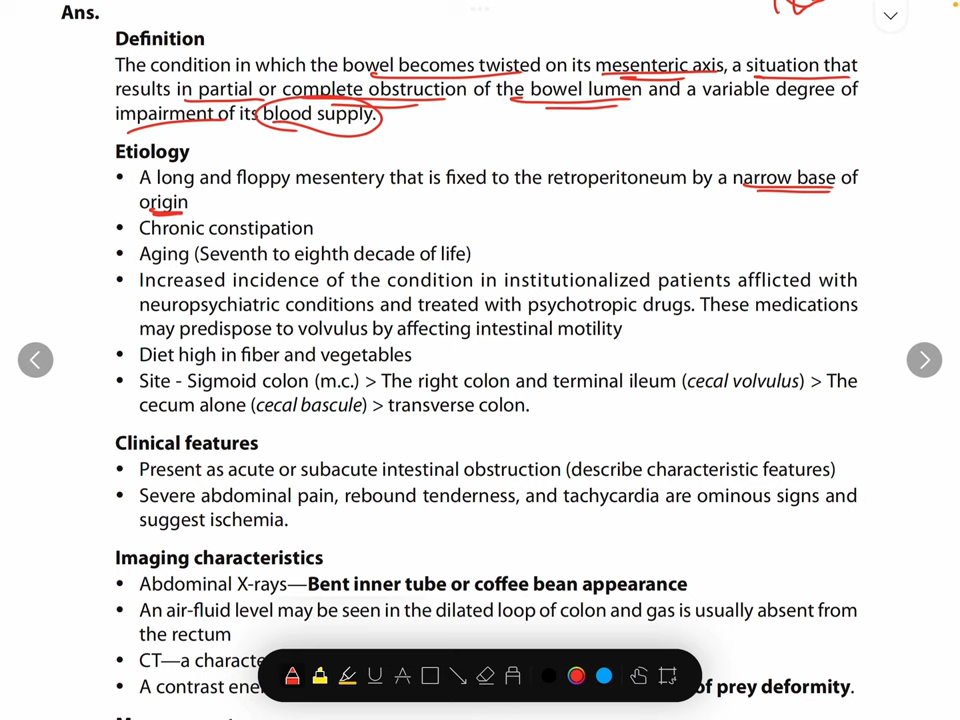 Ans.
Definition
The condition in which the bowel becomes twisted on its mesenteric axis, a situation that
results in partial or complete obstruction of the bowel lumen and a variable degree of
impairment of its blood supply.
Etiology
• A long and floppy mesentery that is fixed to the retroperitoneum by a narrow base of
origin
• Chronic constipation
• Aging (Seventh to eighth decade of life)
• Increased incidence of the condition in institutionalized patients afflicted with
neuropsychiatric conditions and treated with psychotropic drugs. These medications
may predispose to volvulus by affecting intestinal motility
• Diet high in fiber and vegetables
• Site - Sigmoid colon (m.c.) > The right colon and terminal ileum (cecal volvulus) > The
cecum alone (cecal bascule) > transverse colon.
Clinical features
• Present as acute or subacute intestinal obstruction (describe characteristic features)
• Severe abdominal pain, rebound tenderness, and tachycardia are ominous signs and
suggest ischemia.
Imaging characteristics
• Abdominal X-rays—Bent inner tube or coffee bean appearance
• An air-fluid level may be seen in the dilated loop of colon and gas is usually absent from
the rectum
• CT—a characte
• A contrast ene of prey deformity.